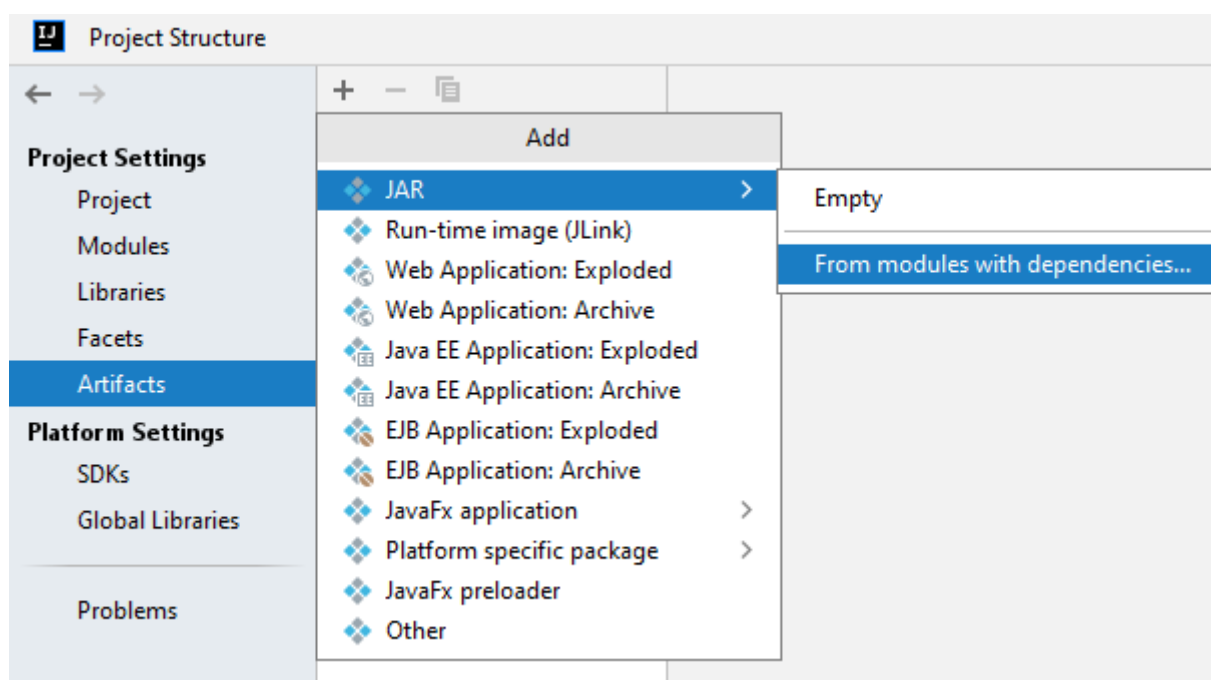 IJ
Project Structure
Project Settings
Project
Modules
Libraries
Facets
Artifacts
Platform Settings
SDKs
Global Libraries
Problems
Add
JAR
Run-time image (JLink)
Web Application: Exploded
Web Application: Archive
Java EE Application: Exploded
Java EE Application: Archive
EJB Application: Exploded
EJB Application: Archive
JavaFx application
Platform specific package
JavaFx preloader
Other
Empty
From modules with dependencies...